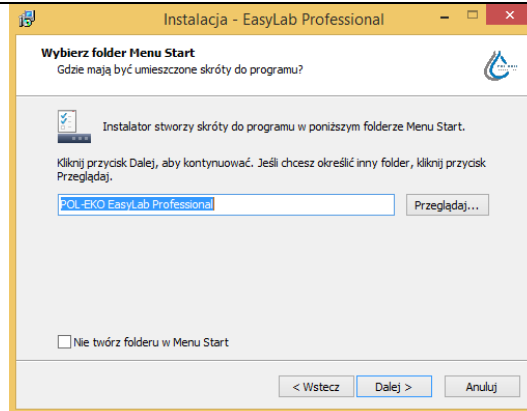 Instalacja - EasyLab Professional
Wybierz folder Menu Start
Gdzie mają być umieszczone skróty do programu?
Instalator stworzy skróty do programu w poniższym folderze Menu Start.
Kliknij przycisk Dalej, aby kontynuować. Jeśli chcesz określić inny folder, kliknij przycisk
Przeglądaj.
POL-EKO EasyLab Professional
Przeglądaj...
Nie twórz folderu w Menu Start
< Wstecz
Dalej >
Anuluj